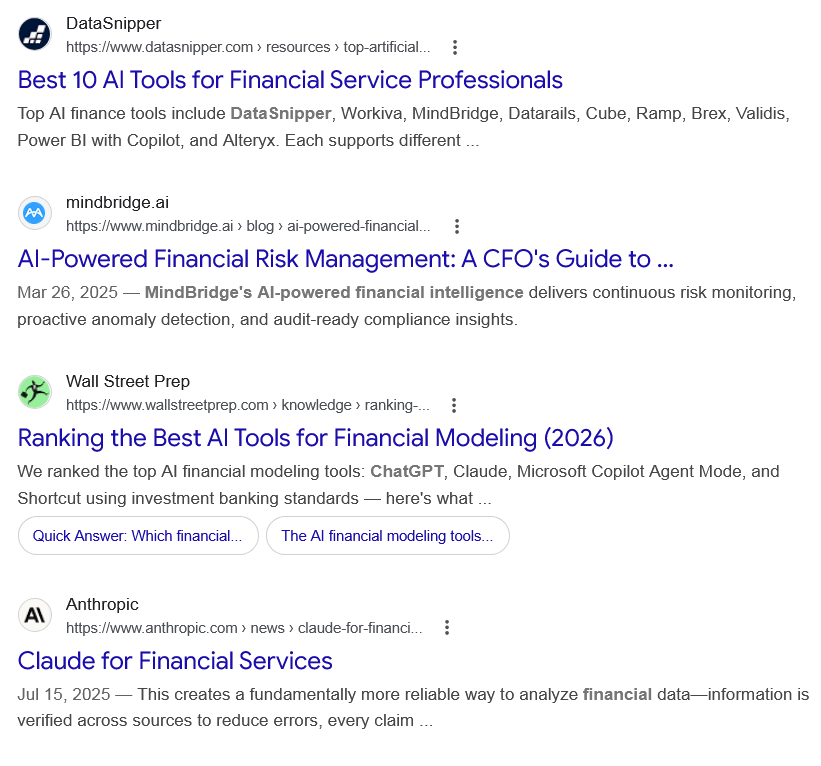 DataSnipper
https://www.datasnipper.com › resources › top-artificial...
Best 10 AI Tools for Financial Service Professionals
Top AI finance tools include DataSnipper, Workiva, MindBridge, Datarails, Cube, Ramp, Brex, Validis,
Power BI with Copilot, and Alteryx. Each supports different ...
mindbridge.ai
https://www.mindbridge.ai › blog › ai-powered-financial...
AI-Powered Financial Risk Management: A CFO's Guide to ...
Mar 26, 2025 — MindBridge's AI-powered financial intelligence delivers continuous risk monitoring,
proactive anomaly detection, and audit-ready compliance insights.
Wall Street Prep
https://www.wallstreetprep.com › knowledge › ranking-...
Ranking the Best AI Tools for Financial Modeling (2026)
We ranked the top AI financial modeling tools: ChatGPT, Claude, Microsoft Copilot Agent Mode, and
Shortcut using investment banking standards — here's what ...
Quick Answer: Which financial... The AI financial modeling tools...
Anthropic
https://www.anthropic.com › news › claude-for-financi...
Claude for Financial Services
Jul 15, 2025 — This creates a fundamentally more reliable way to analyze financial data—information is
verified across sources to reduce errors, every claim ...